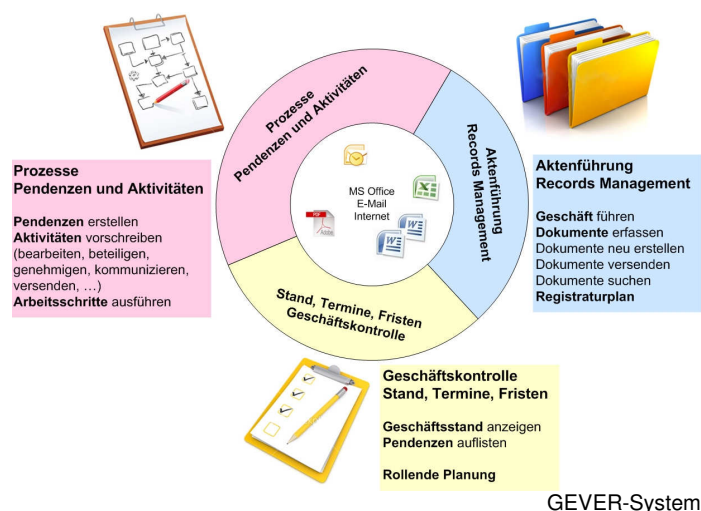 Prozesse
Pendenzen und Aktivitäten
Aktenführung
Records Management
MS Office
E-Mail
Internet
PDF
Adobe
Stand, Termine, Fristen
Geschäftskontrolle
Prozesse
Pendenzen und Aktivitäten
Pendenzen erstellen
Aktivitäten vorschreiben
(bearbeiten, beteiligen,
genehmigen, kommunizieren,
versenden, …)
Arbeitsschritte ausführen
Aktenführung
Records Management
Geschäft führen
Dokumente erfassen
Dokumente neu erstellen
Dokumente versenden
Dokumente suchen
Registraturplan
Geschäftskontrolle
Stand, Termine, Fristen
Geschäftsstand anzeigen
Pendenzen auflisten
Rollende Planung
GEVER-System